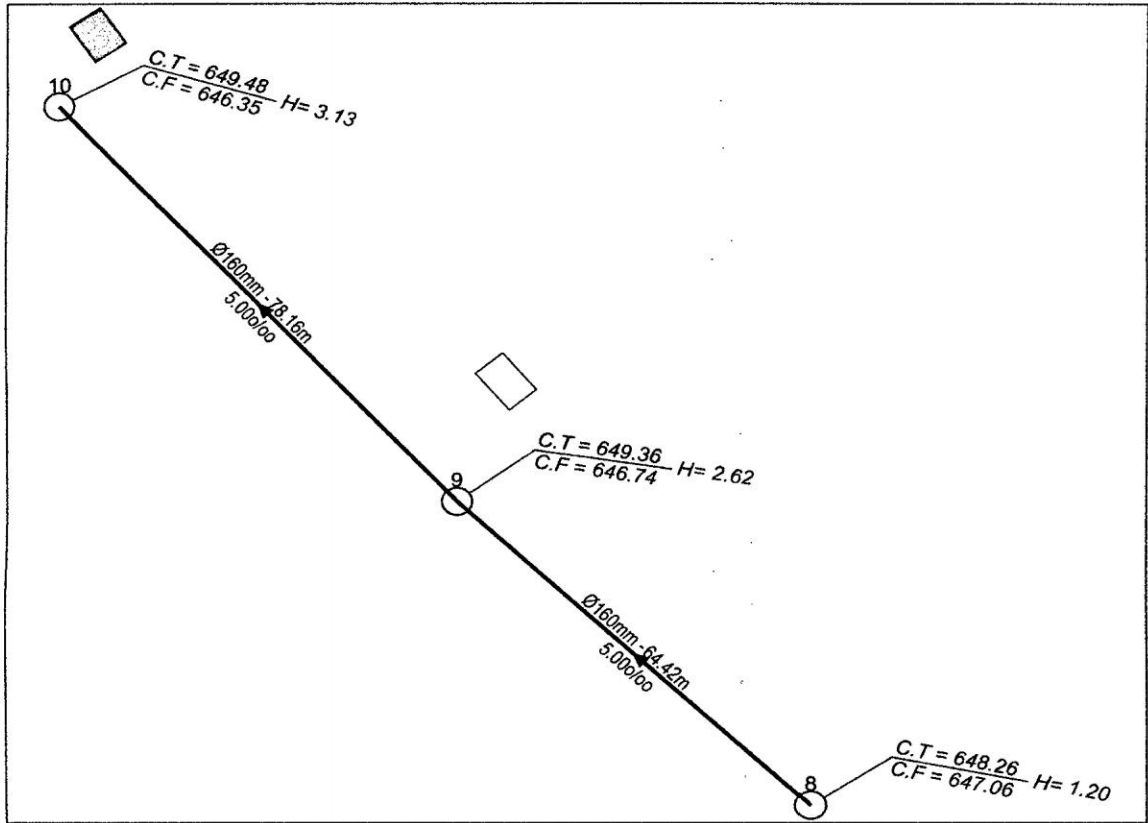 10
C.T = 649.48
C.F = 646.35
H= 3.13
Ø160mm -78.16m
5.00o/oo
9
C.T = 649.36
C.F = 646.74
H= 2.62
Ø160mm -64.42m
5.00o/oo
8
C.T = 648.26
C.F = 647.06
H= 1.20